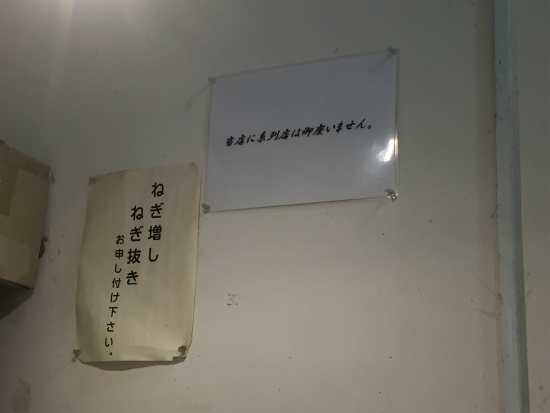 当店に系列店は御座いません。
ねぎ増し
ねぎ抜き
お申し付け下さい。